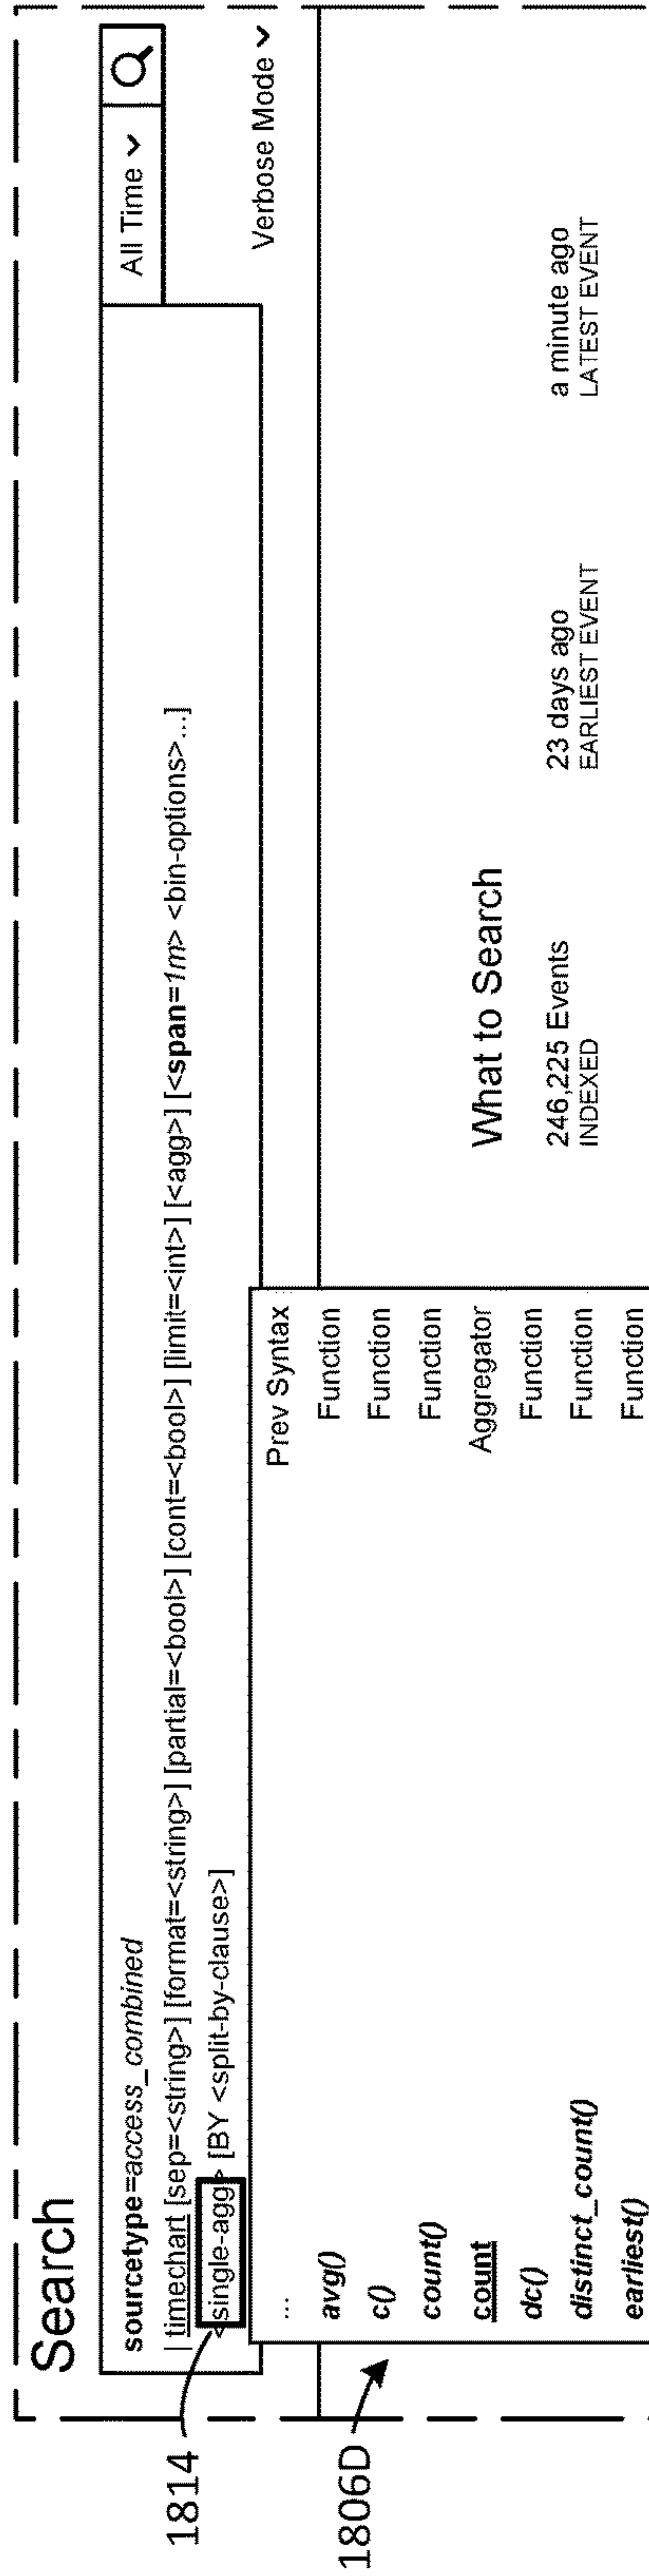 Search
sourcetype=access_combined
All Time
| timechart [sep=<string>] [format=<string>] [partial=<bool>] [cont=<bool>] [limit=<int>] [<agg>] [<span=1m> <bin-options>...]
<single-agg> [BY <split-by-clause>]
Verbose Mode
1814
1806D
... Prev Syntax
avg() Function
c() Function
count() Function
count Aggregator
dc() Function
distinct_count() Function
earliest() Function
What to Search
246,225 Events 23 days ago a minute ago
INDEXED EARLIEST EVENT LATEST EVENT